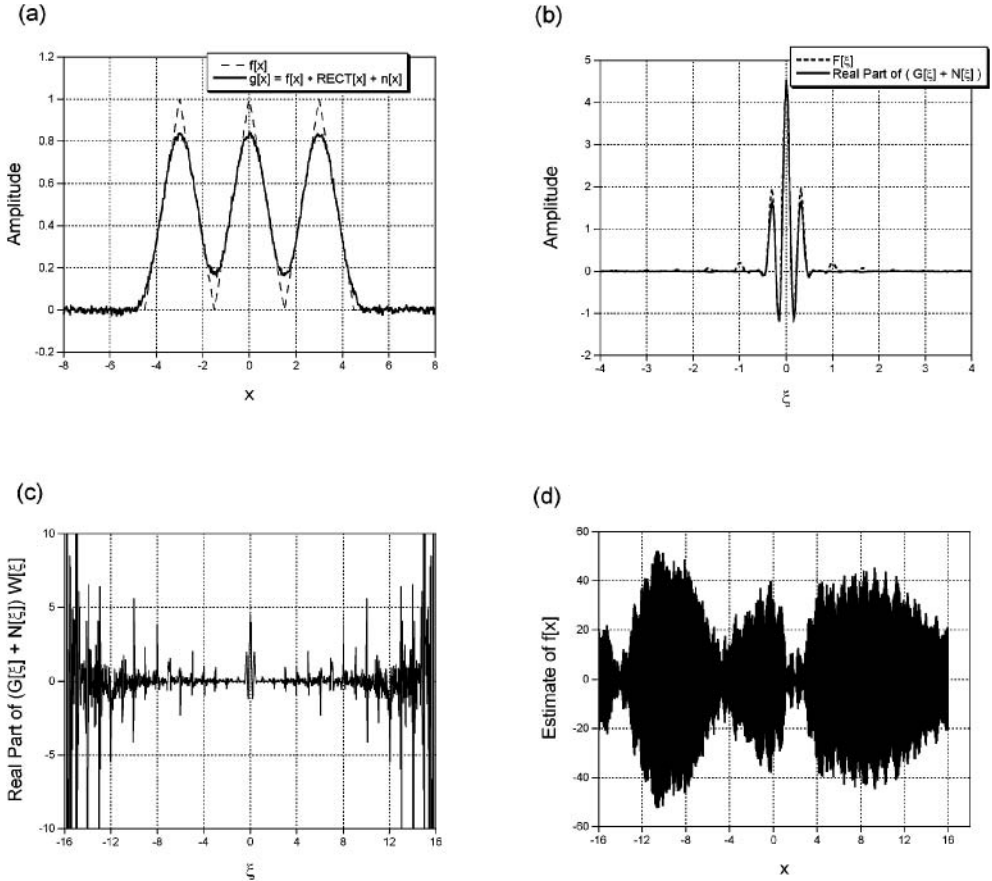 (a)
f[x]
g[x] = f[x] + RECT[x] + n[x]
Amplitude
1.2
1
0.8
0.6
0.4
0.2
0
-0.2
-8 -6 -4 -2 0 2 4 6 8
x
(b)
F[ξ]
Real Part of ( G[ξ] + N[ξ] )
Amplitude
5
4
3
2
1
0
-1
-2
-4 -3 -2 -1 0 1 2 3 4
ξ
(c)
Real Part of (G[ξ] + N[ξ]) W[ξ]
10
5
0
-5
-10
-16 -12 -8 -4 0 4 8 12 16
ξ
(d)
Estimate of f[x]
60
40
20
0
-20
-40
-60
-16 -12 -8 -4 0 4 8 12 16
x